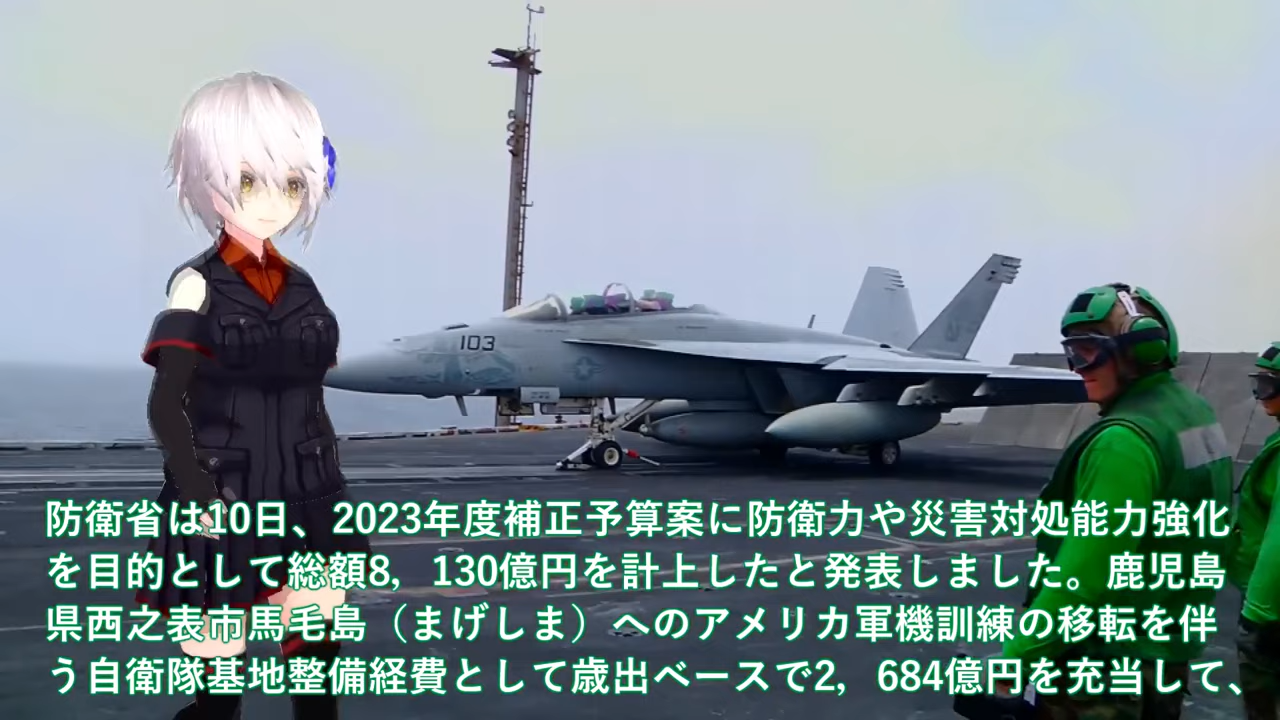 103
防衛省は10日、2023年度補正予算案に防衛力や災害対処能力強化
を目的として総額8，130億円を計上したと発表しました。鹿児島
県西之表市馬毛島（まげしま）へのアメリカ軍機訓練の移転を伴
う自衛隊基地整備経費として歳出ベースで2，684億円を充当して、